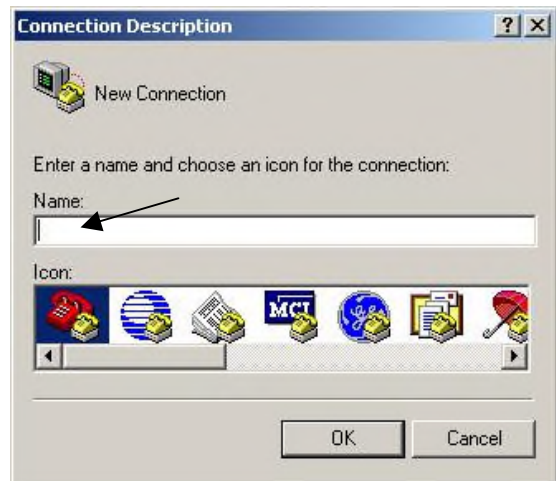 Connection Description
New Connection
Enter a name and choose an icon for the connection:
Name:
Icon:
MCI
OK
Cancel